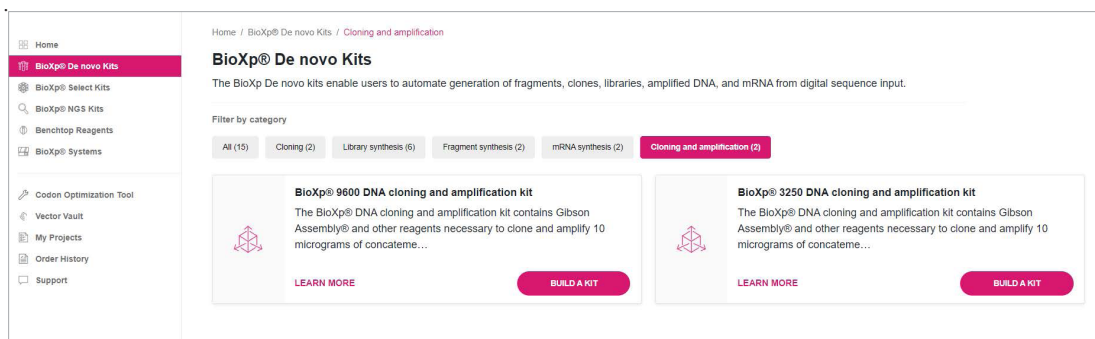 Home
BioXp® De novo Kits
BioXp® Select Kits
BioXp® NGS Kits
Benchtop Reagents
BioXp® Systems
Codon Optimization Tool
Vector Vault
My Projects
Order History
Support
Home / BioXp® De novo Kits / Cloning and amplification
BioXp® De novo Kits
The BioXp De novo kits enable users to automate generation of fragments, clones, libraries, amplified DNA, and mRNA from digital sequence input.
Filter by category
All (15) Cloning (2) Library synthesis (6) Fragment synthesis (2) mRNA synthesis (2) Cloning and amplification (2)
BioXp® 9600 DNA cloning and amplification kit
The BioXp® DNA cloning and amplification kit contains Gibson
Assembly® and other reagents necessary to clone and amplify 10
micrograms of concateme…
LEARN MORE BUILD A KIT
BioXp® 3250 DNA cloning and amplification kit
The BioXp® DNA cloning and amplification kit contains Gibson
Assembly® and other reagents necessary to clone and amplify 10
micrograms of concateme…
LEARN MORE BUILD A KIT